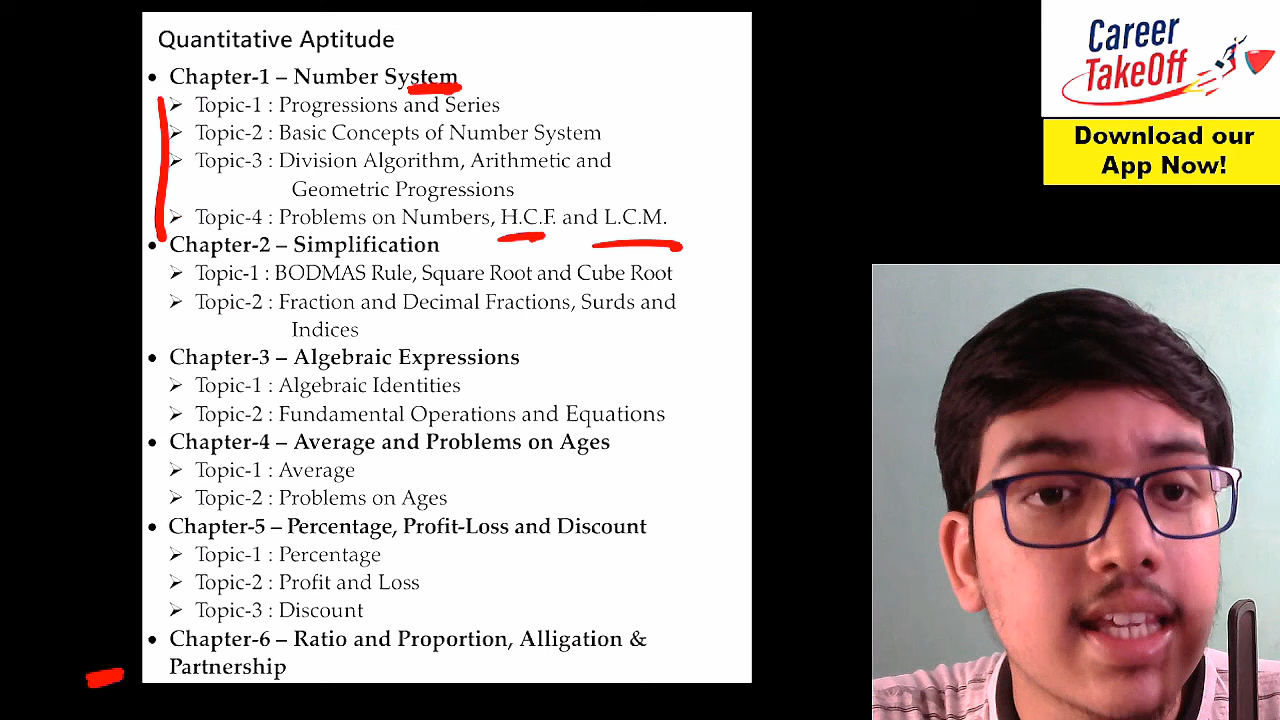 Quantitative Aptitude
• Chapter-1 – Number System
➢ Topic-1 : Progressions and Series
➢ Topic-2 : Basic Concepts of Number System
➢ Topic-3 : Division Algorithm, Arithmetic and
Geometric Progressions
➢ Topic-4 : Problems on Numbers, H.C.F. and L.C.M.
• Chapter-2 – Simplification
➢ Topic-1 : BODMAS Rule, Square Root and Cube Root
➢ Topic-2 : Fraction and Decimal Fractions, Surds and
Indices
• Chapter-3 – Algebraic Expressions
➢ Topic-1 : Algebraic Identities
➢ Topic-2 : Fundamental Operations and Equations
• Chapter-4 – Average and Problems on Ages
➢ Topic-1 : Average
➢ Topic-2 : Problems on Ages
• Chapter-5 – Percentage, Profit-Loss and Discount
➢ Topic-1 : Percentage
➢ Topic-2 : Profit and Loss
➢ Topic-3 : Discount
• Chapter-6 – Ratio and Proportion, Alligation &
Partnership
Career
TakeOff
Download our
App Now!